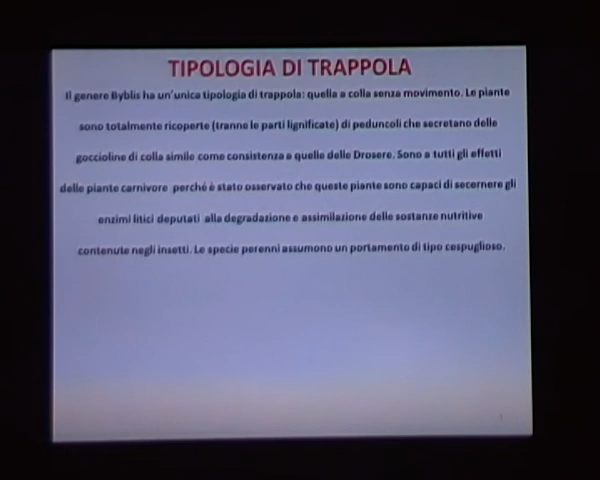 TIPOLOGIA DI TRAPPOLA
Il genere Byblis ha un'unica tipologia di trappola: quella a colla senza movimento. Le piante
sono totalmente ricoperte (tranne le parti lignificate) di peduncoli che secretano delle
goccioline di colla simile come consistenza a quelle delle Drosere. Sono a tutti gli effetti
delle piante carnivore perché è stato osservato che queste piante sono capaci di secernere gli
enzimi litici deputati alla degradazione e assimilazione delle sostanze nutritive
contenute negli insetti. Le specie perenni assumono un portamento di tipo cespuglioso.